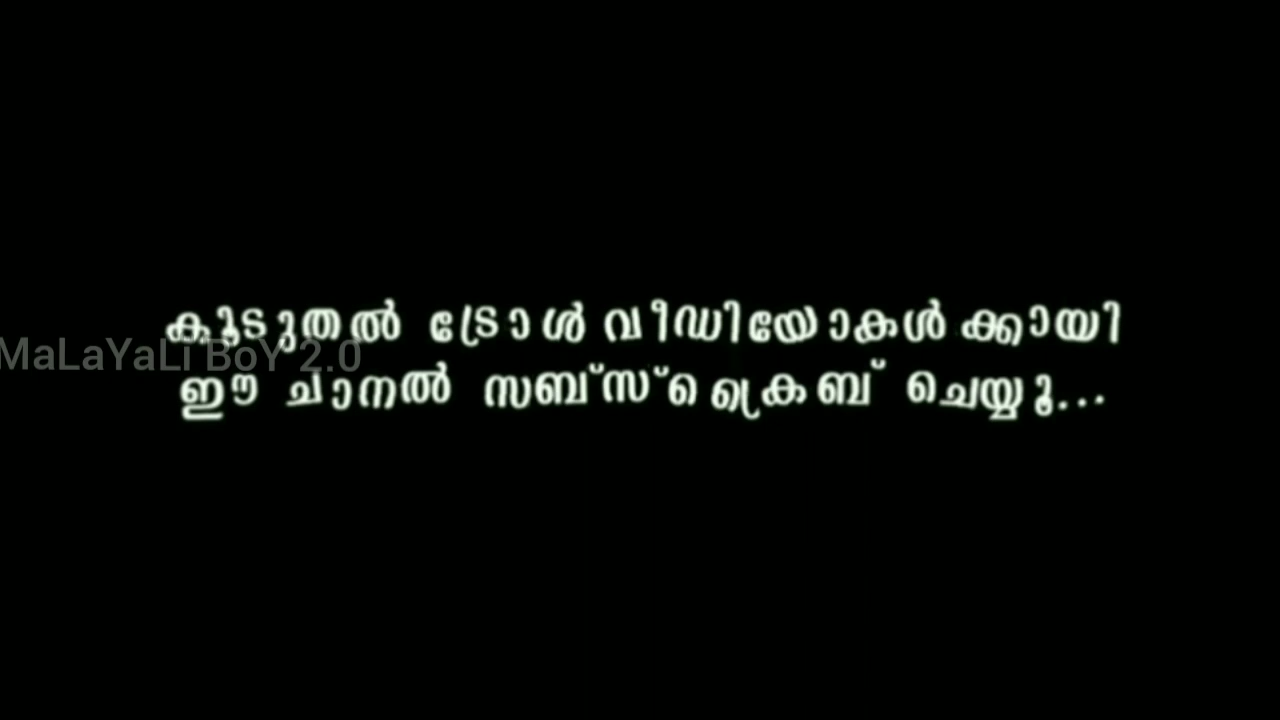 കൂടുതൽ ട്രോൾ വീഡിയോകൾക്കായി
MaLaYaLi BoY 2.0
ഈ ചാനൽ സബ്സ്ക്രൈബ് ചെയ്യൂ...